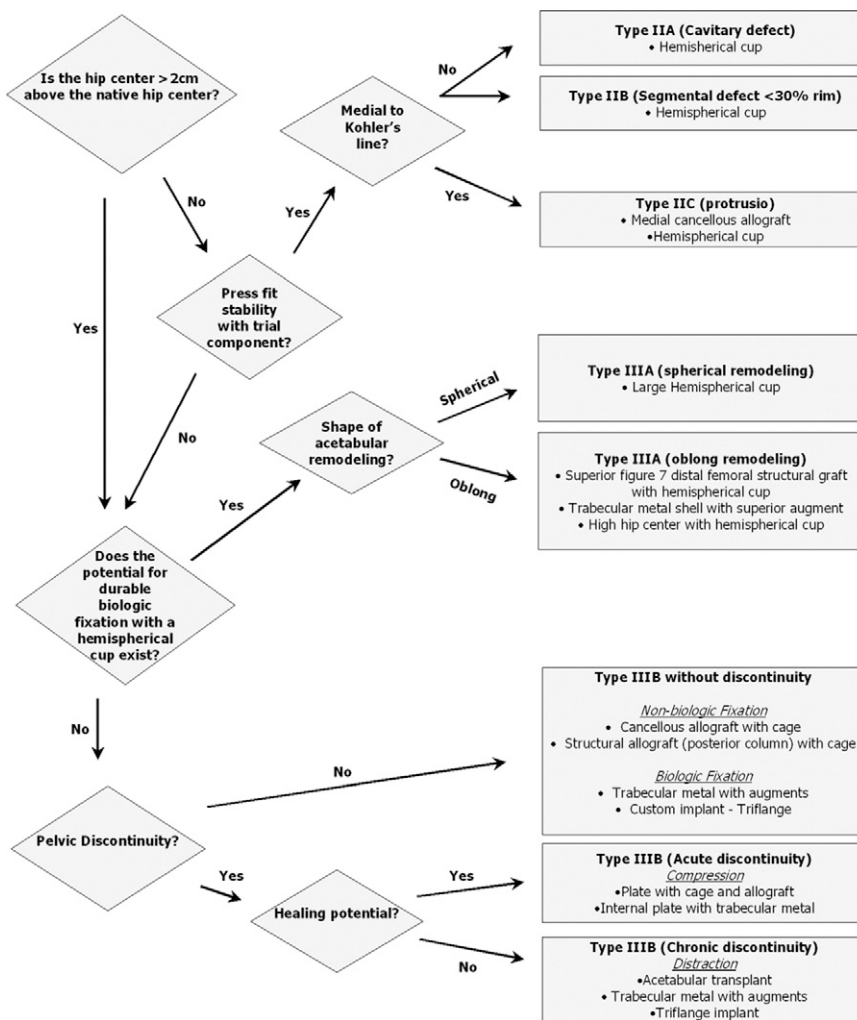 Is the hip center >2cm
above the native hip center?
No
Yes
Medial to
Kohler's
line?
No
Yes
Type IIA (Cavitary defect)
• Hemisherical cup
Type IIB (Segmental defect <30% rim)
• Hemispherical cup
Type IIC (protrusio)
• Medial cancellous allograft
•Hemispherical cup
Press fit
stability
with trial
component?
Yes
No
Shape of
acetabular
remodeling?
Spherical
Oblong
Type IIIA (spherical remodeling)
• Large Hemispherical cup
Type IIIA (oblong remodeling)
• Superior figure 7 distal femoral structural graft
with hemispherical cup
• Trabecular metal shell with superior augment
• High hip center with hemispherical cup
Does the
potential for
durable
biologic
fixation with a
hemispherical
cup exist?
Yes
No
Pelvic Discontinuity?
No
Yes
Type IIIB without discontinuity
Non-biologic Fixation
• Cancellous allograft with cage
• Structural allograft (posterior column) with cage
Biologic Fixation
• Trabecular metal with augments
• Custom implant - Triflange
Healing potential?
Yes
No
Type IIIB (Acute discontinuity)
Compression
•Plate with cage and allograft
•Internal plate with trabecular metal
Type IIIB (Chronic discontinuity)
Distraction
•Acetabular transplant
• Trabecular metal with augments
•Triflange implant